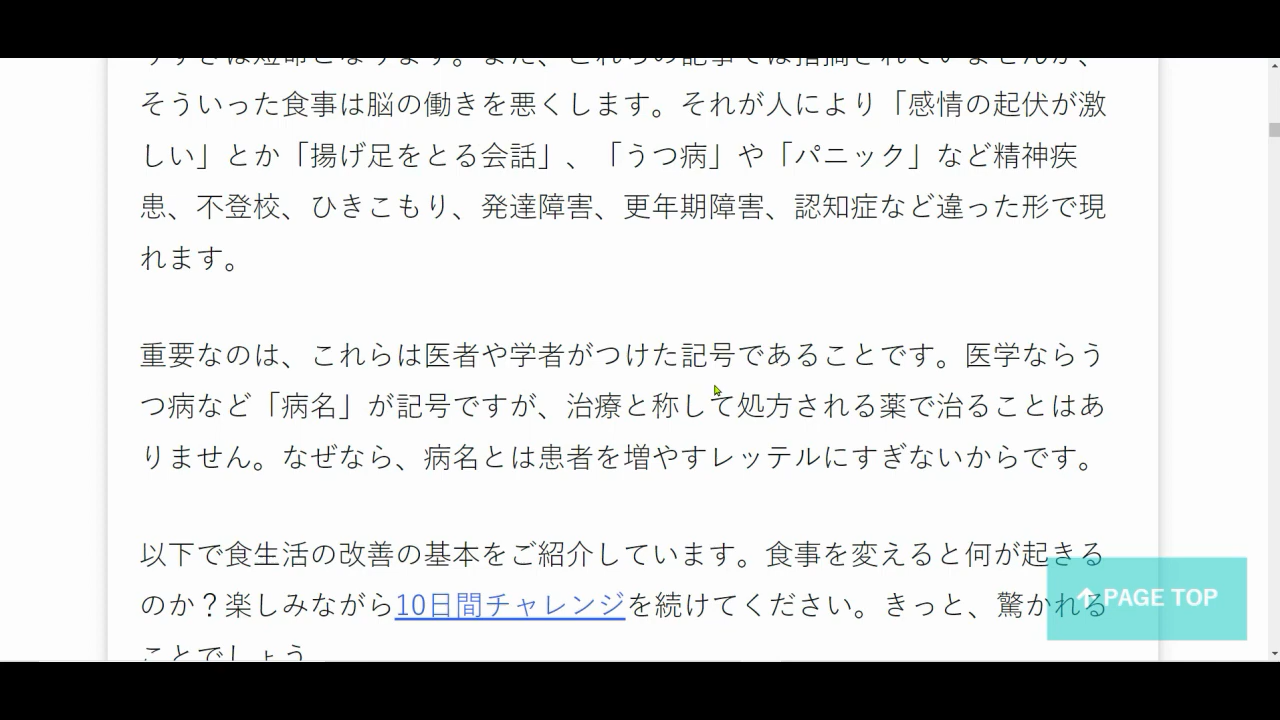 そういった食事は脳の働きを悪くします。それが人により「感情の起伏が激
しい」とか「揚げ足をとる会話」、「うつ病」や「パニック」など精神疾
患、不登校、ひきこもり、発達障害、更年期障害、認知症など違った形で現
れます。
重要なのは、これらは医者や学者がつけた記号であることです。医学ならう
つ病など「病名」が記号ですが、治療と称して処方される薬で治ることはあ
りません。なぜなら、病名とは患者を増やすレッテルにすぎないからです。
以下で食生活の改善の基本をご紹介しています。食事を変えると何が起きる
のか？楽しみながら10日間チャレンジを続けてください。きっと、驚かれる
ことでしょう
PAGE TOP